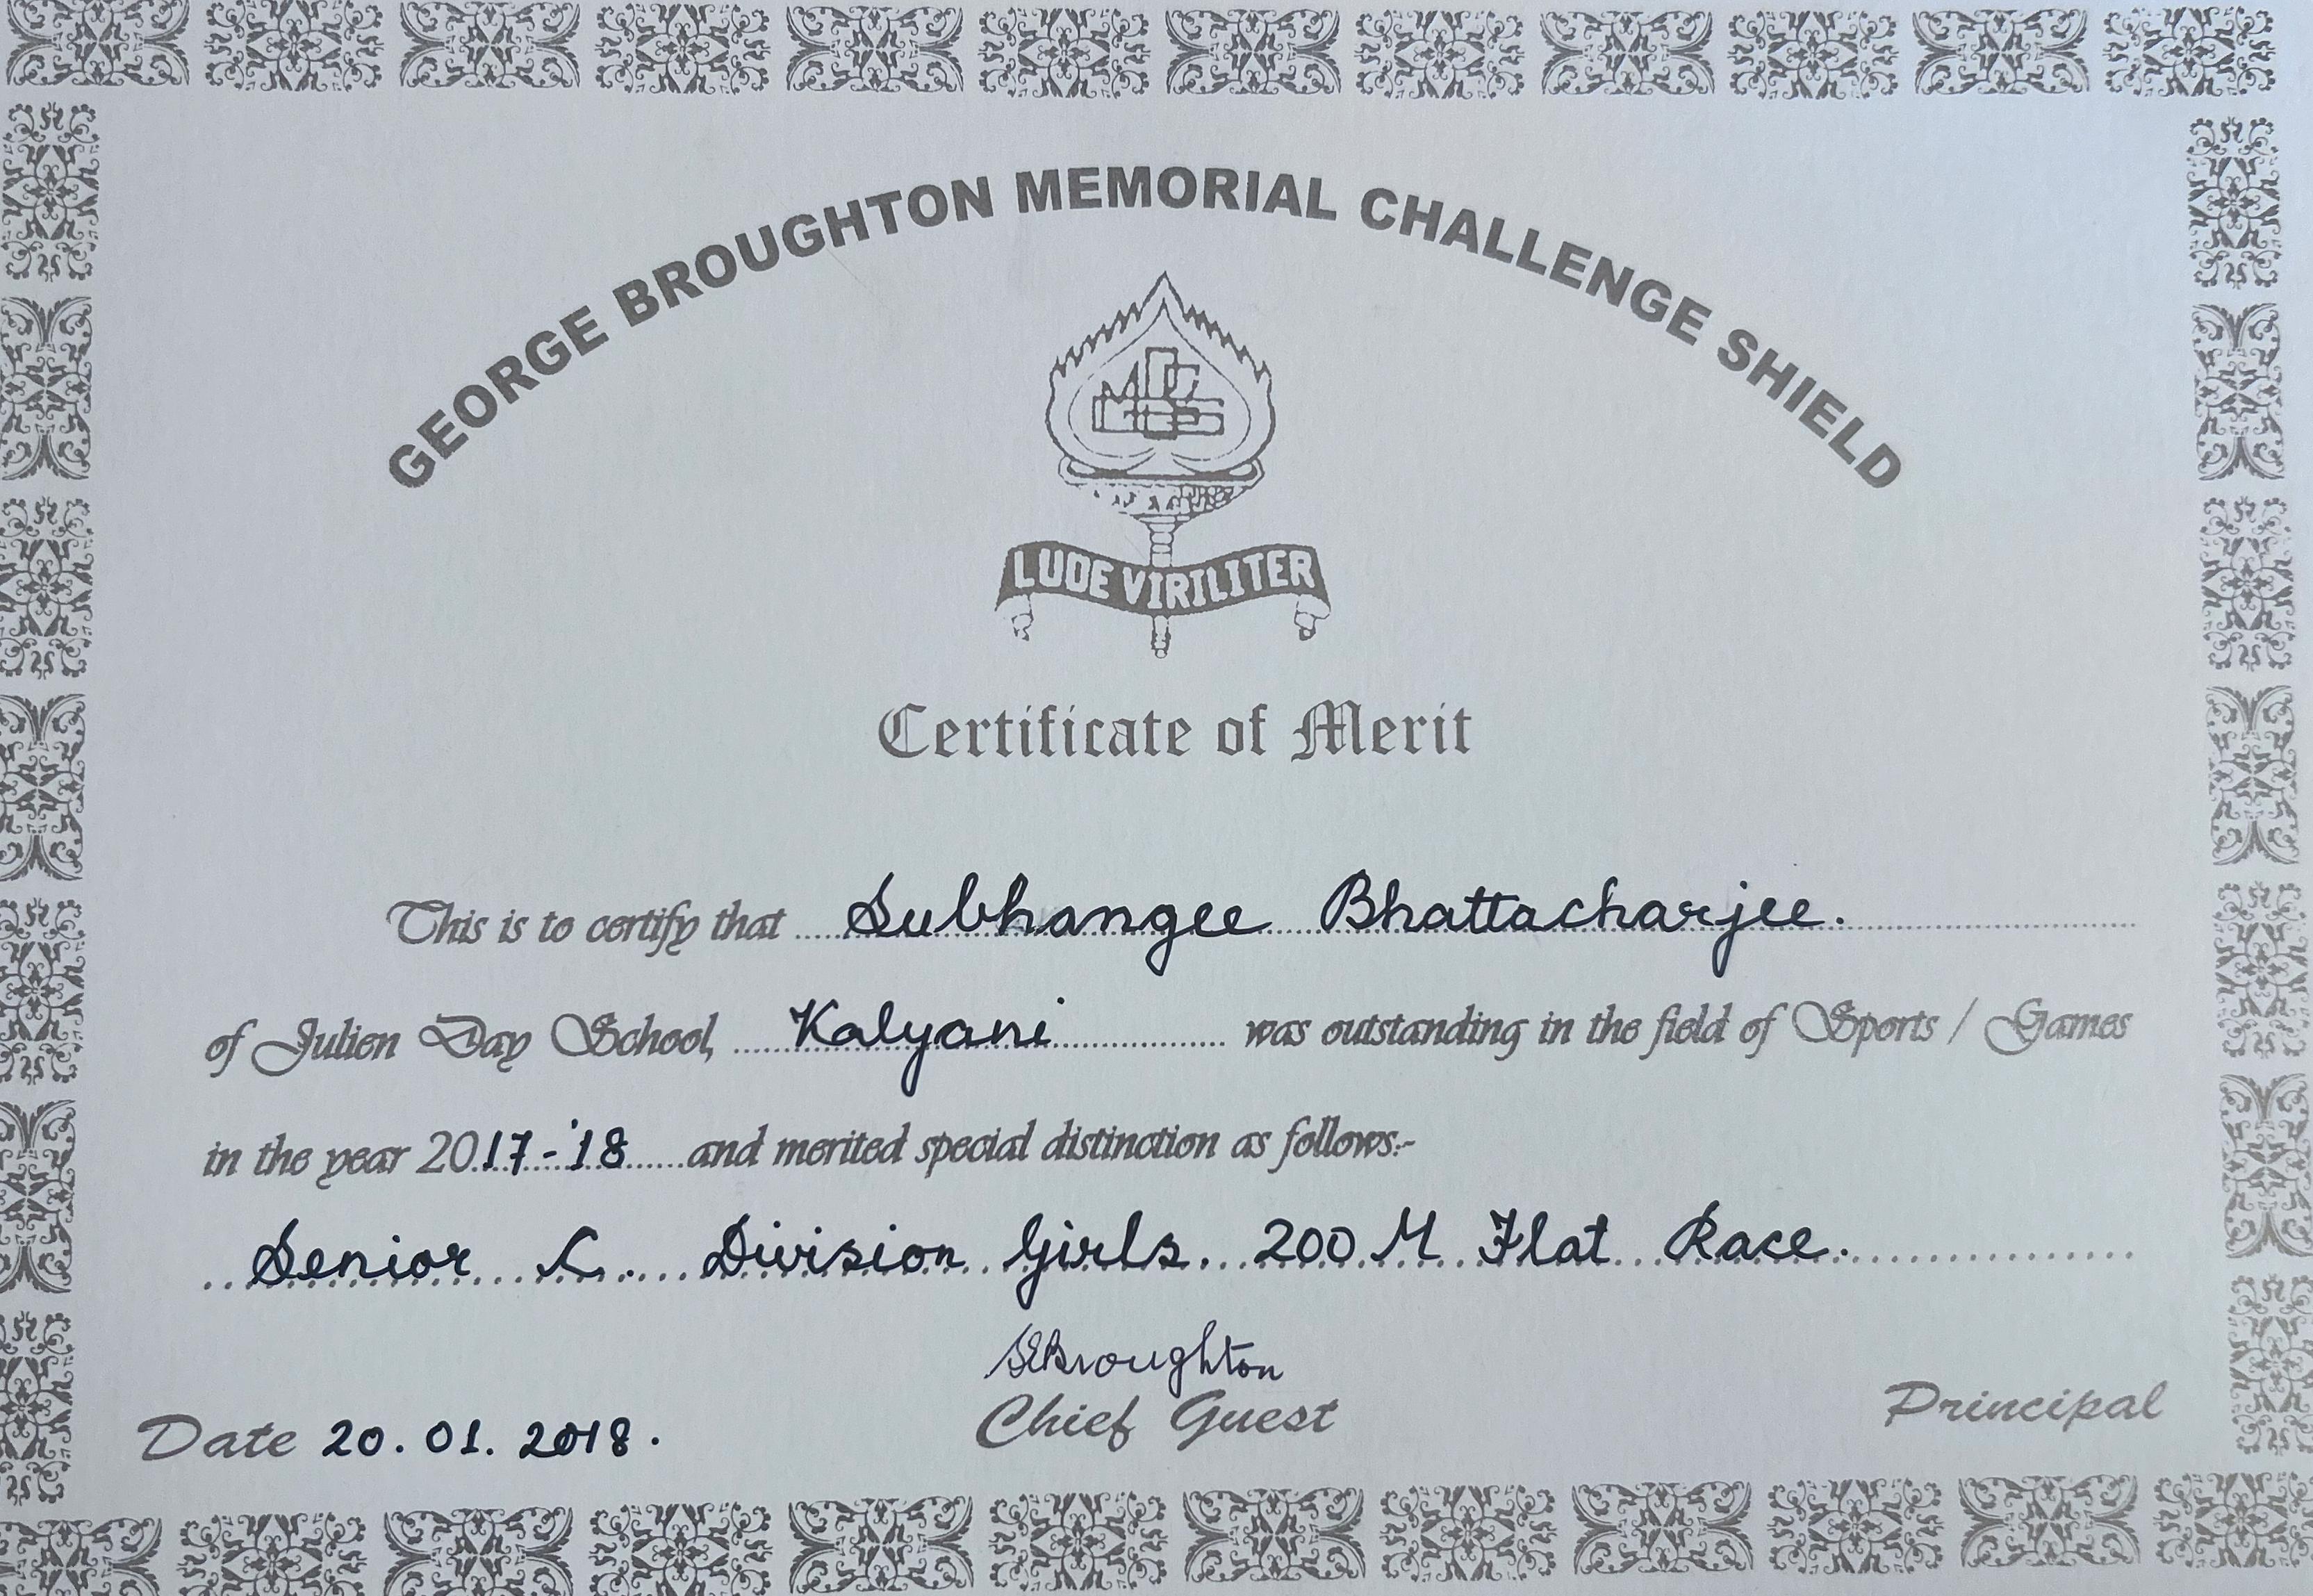 GEORGE BROUGHTON MEMORIAL CHALLENGE SHIELD
LUDE VIRILITER
Certificate of Merit
This is to certify that Subhangee Bhattacharjee.
of Julien Day School, Kalyani was outstanding in the field of Sports / Games
in the year 2017-'18 and merited special distinction as follows:-
Senior Division Girls 200 M Flat Race.
Broughton
Chief Guest
Principal
Date 20.01.2018.